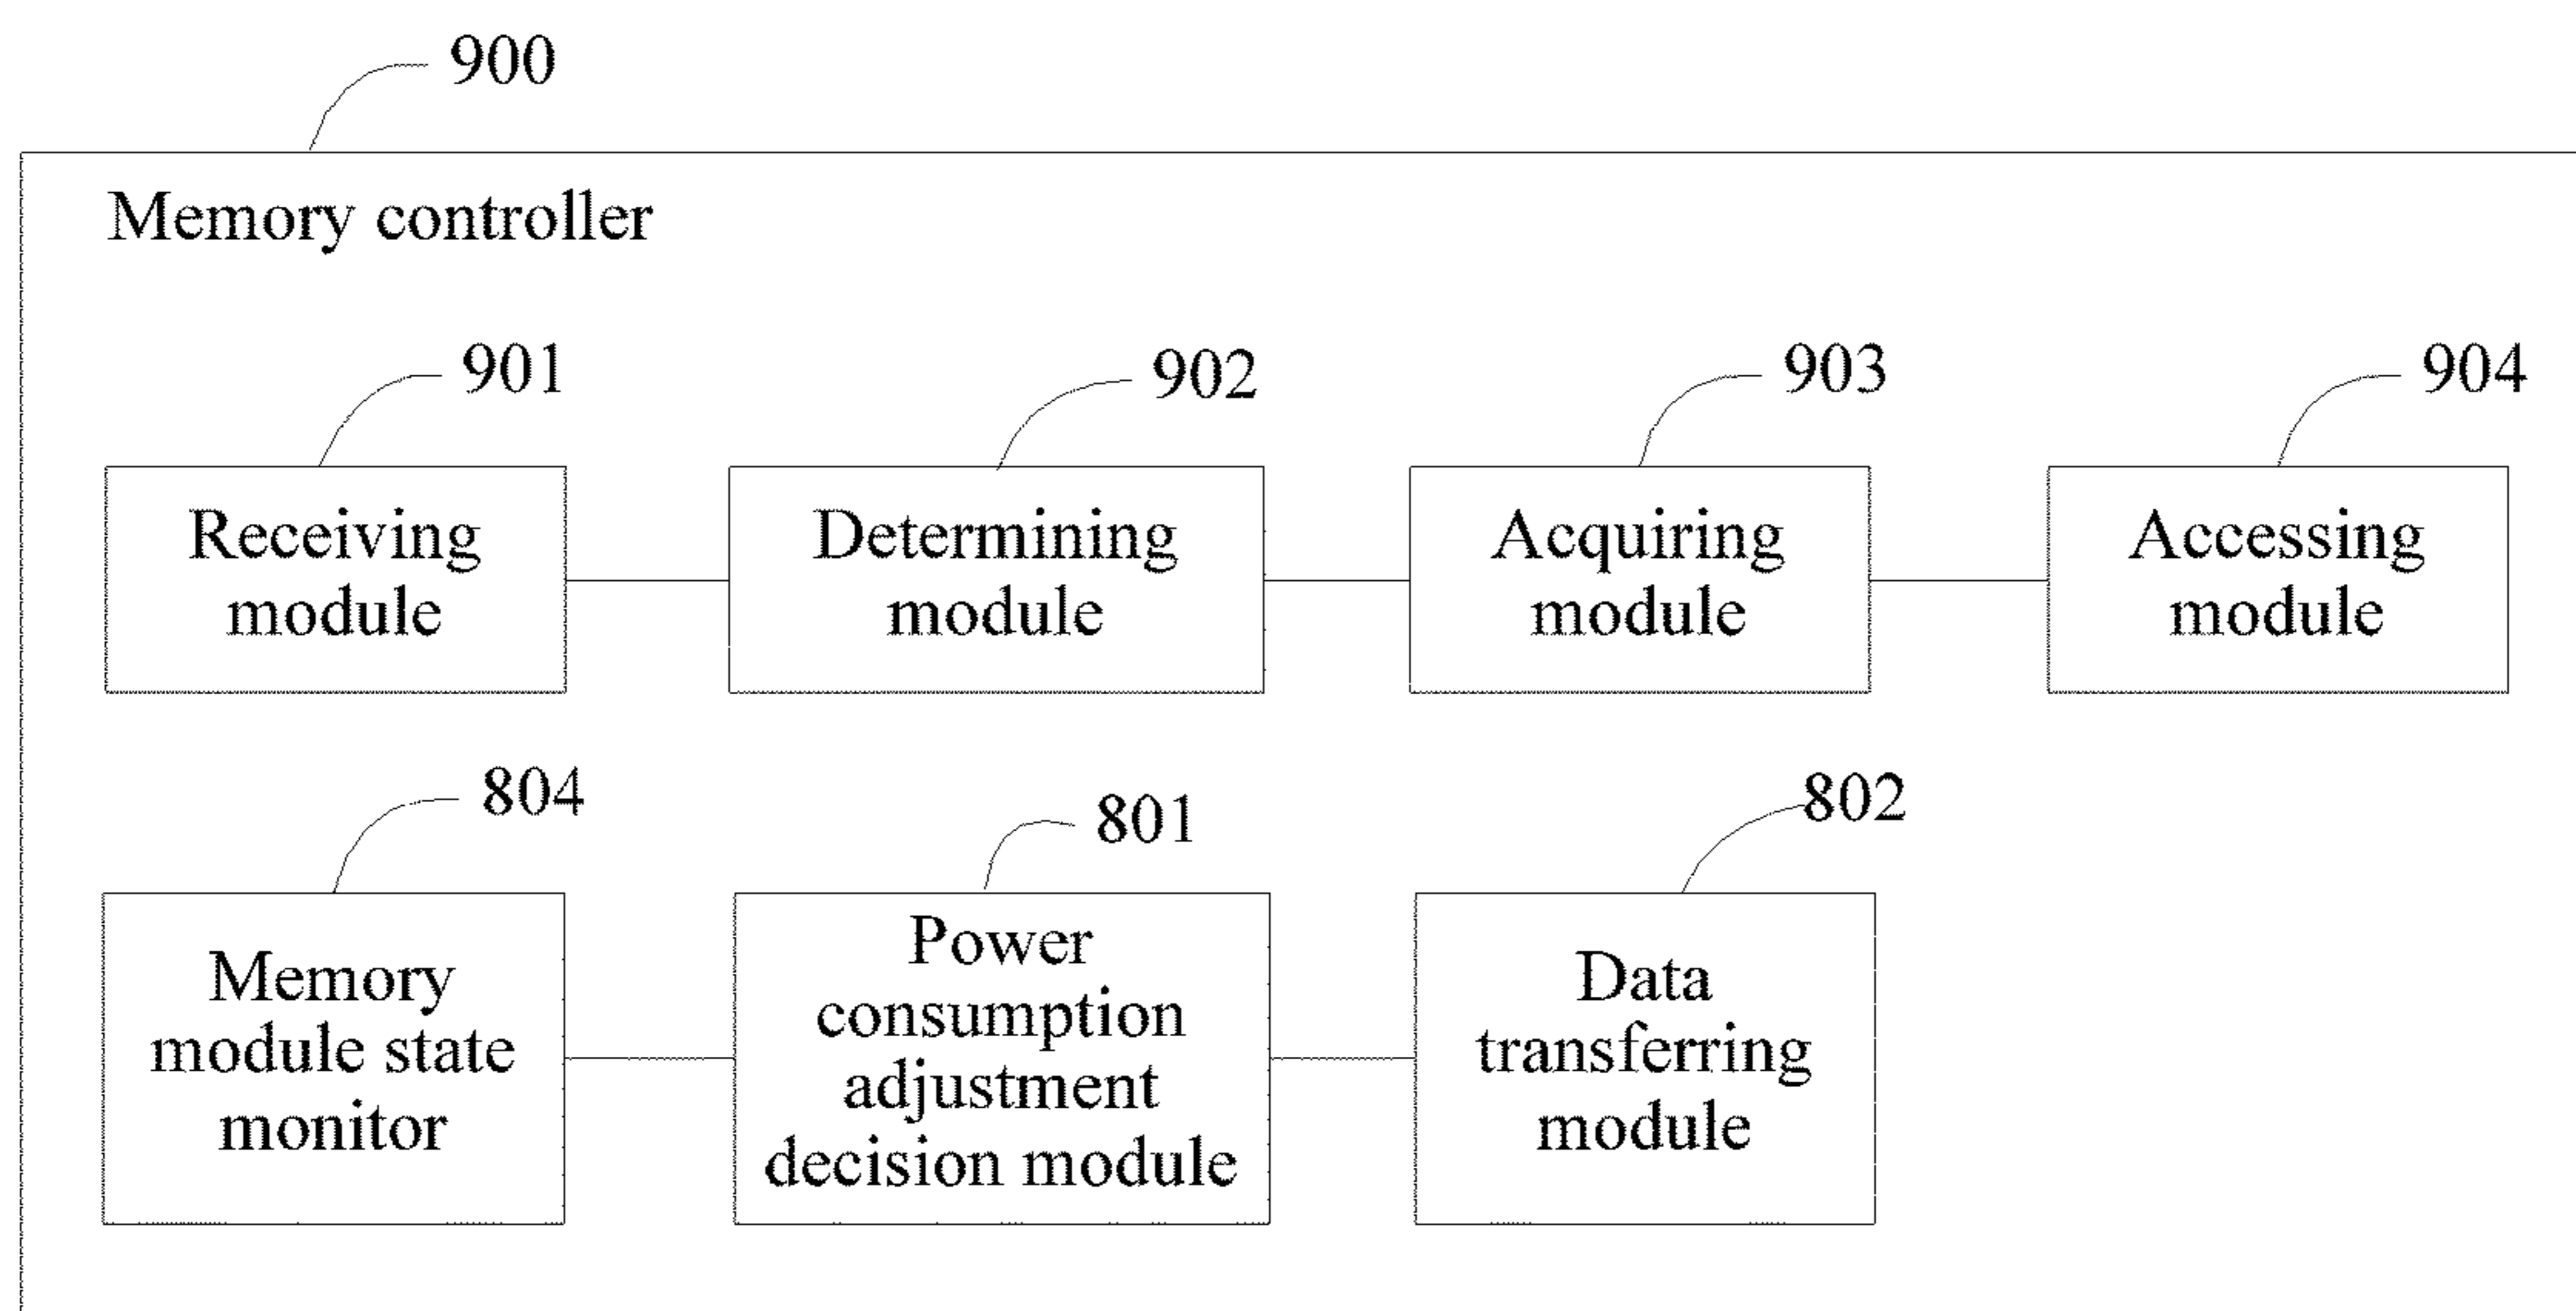 900
Memory controller
901
902
903
904
Receiving
module
Determining
module
Acquiring
module
Accessing
module
804
801
802
Memory
module state
monitor
Power
consumption
adjustment
decision module
Data
transferring
module